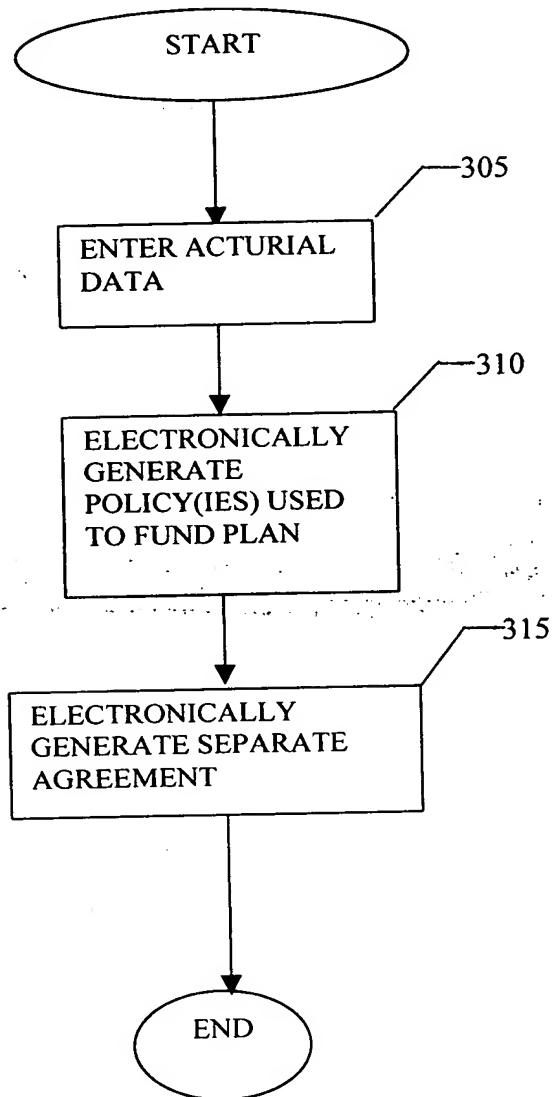 START
305
ENTER ACTURIAL
DATA
310
ELECTRONICALLY
GENERATE
POLICY(IES) USED
TO FUND PLAN
315
ELECTRONICALLY
GENERATE SEPARATE
AGREEMENT
END